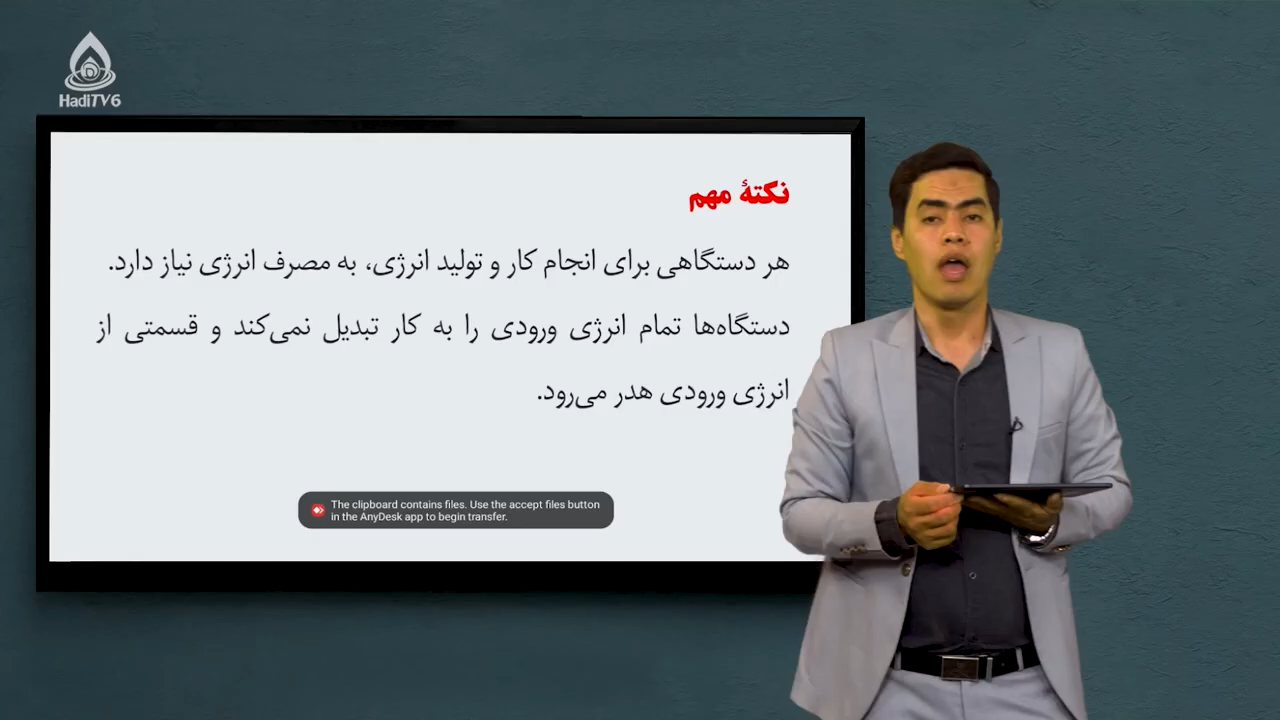 HadiTV6
نکتهٔ مهم
هر دستگاهی برای انجام کار و تولید انرژی، به مصرف انرژی نیاز دارد.
دستگاه‌ها تمام انرژی ورودی را به کار تبدیل نمی‌کند و قسمتی از
انرژی ورودی هدر می‌رود.
The clipboard contains files. Use the accept files button
in the AnyDesk app to begin transfer.